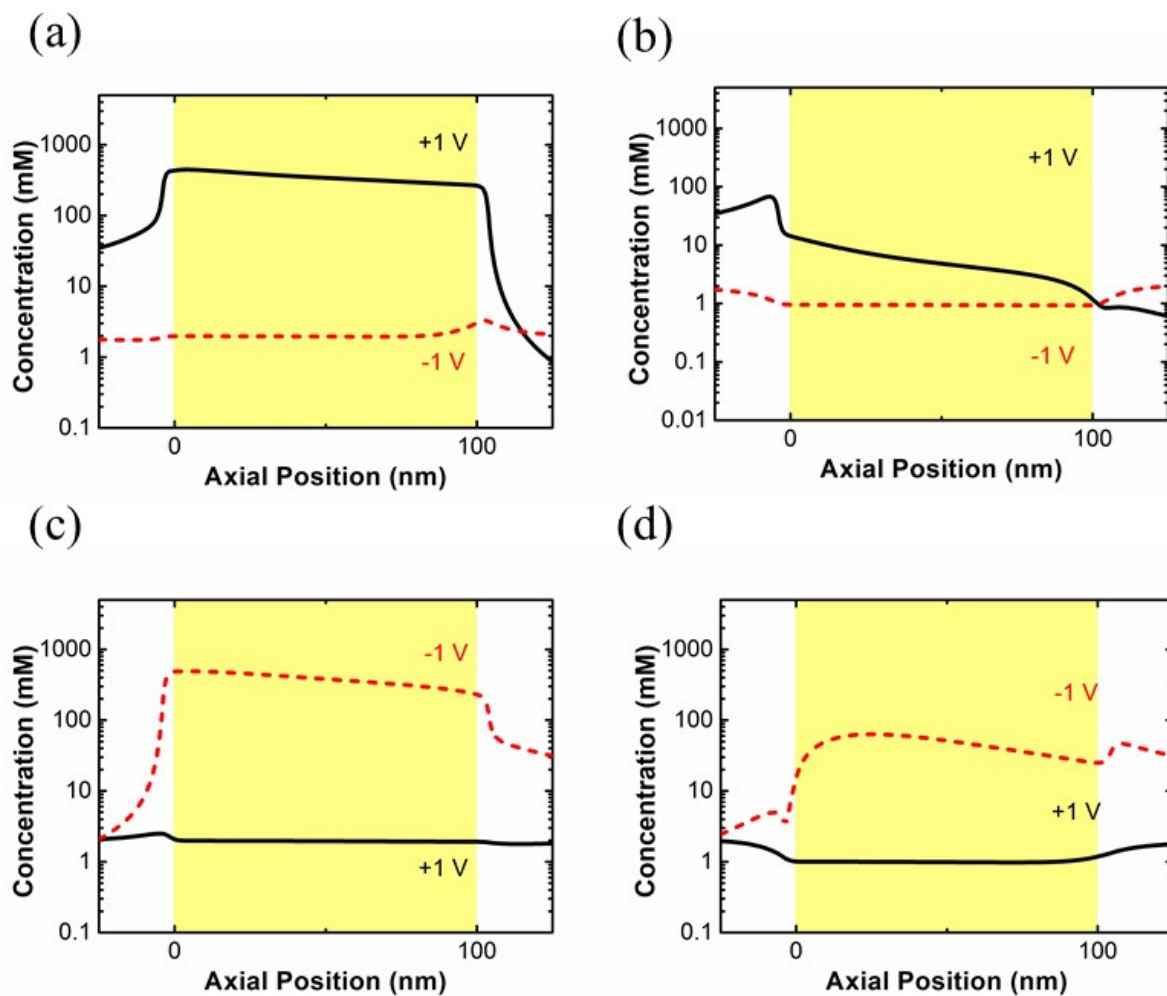 (a)
1000
100
10
1
0.1
Concentration (mM)
+1 V
-1 V
0
100
Axial Position (nm)
(b)
1000
100
10
1
0.1
0.01
Concentration (mM)
+1 V
-1 V
0
100
Axial Position (nm)
(c)
1000
100
10
1
0.1
Concentration (mM)
-1 V
+1 V
0
100
Axial Position (nm)
(d)
1000
100
10
1
0.1
Concentration (mM)
-1 V
+1 V
0
100
Axial Position (nm)